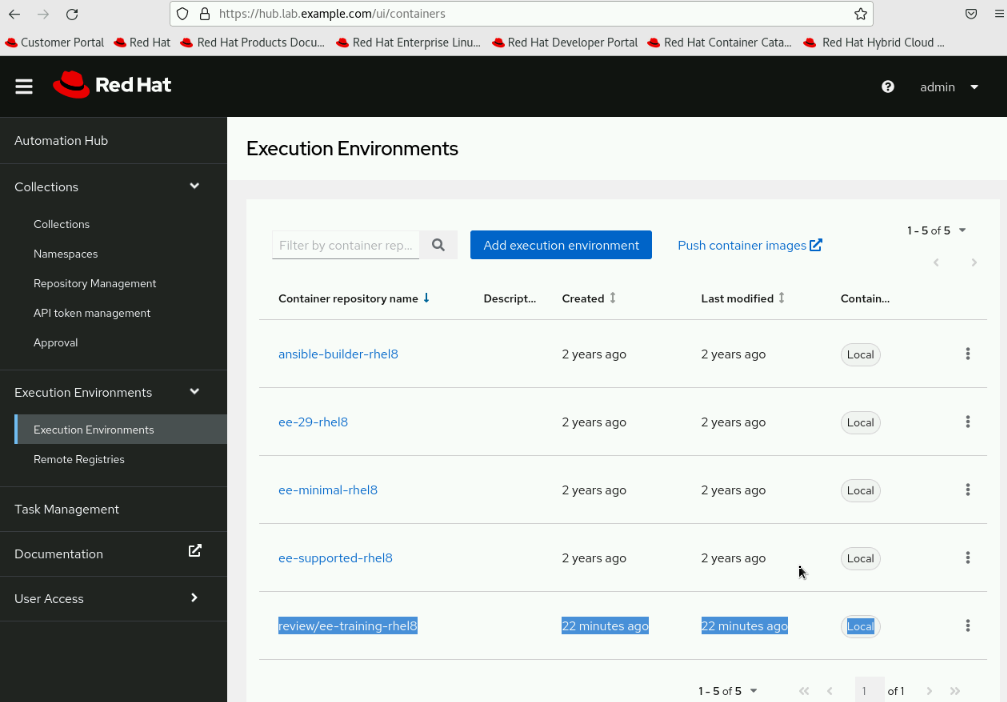 https://hub.lab.example.com/ui/containers
Customer Portal Red Hat Red Hat Products Docu... Red Hat Enterprise Linu... Red Hat Developer Portal Red Hat Container Cata... Red Hat Hybrid Cloud ...
Red Hat
admin
Automation Hub
Collections
Collections
Namespaces
Repository Management
API token management
Approval
Execution Environments
Execution Environments
Remote Registries
Task Management
Documentation
User Access
Execution Environments
Filter by container rep... Add execution environment Push container images 1 - 5 of 5
Container repository name Descript... Created Last modified Contain...
ansible-builder-rhel8 2 years ago 2 years ago Local
ee-29-rhel8 2 years ago 2 years ago Local
ee-minimal-rhel8 2 years ago 2 years ago Local
ee-supported-rhel8 2 years ago 2 years ago Local
review/ee-training-rhel8 22 minutes ago 22 minutes ago Local
1 - 5 of 5 1 of 1